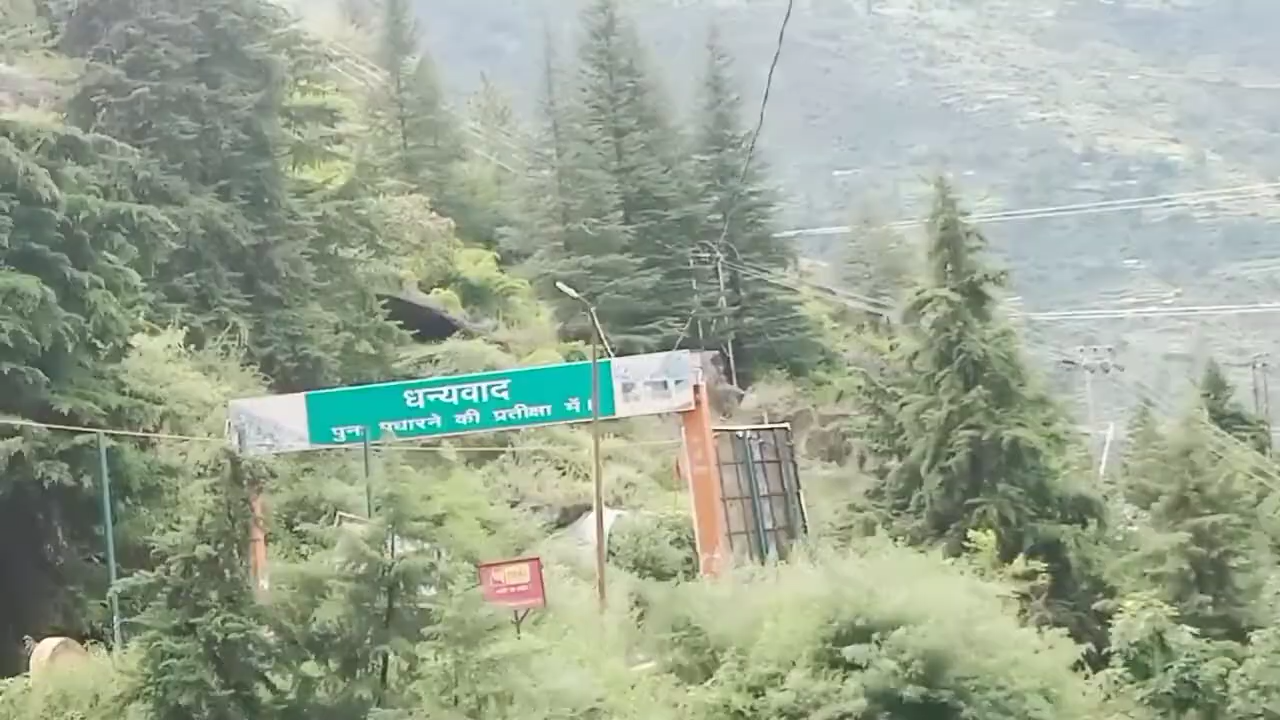 धन्यवाद
पुनः पधारने की प्रतीक्षा में।